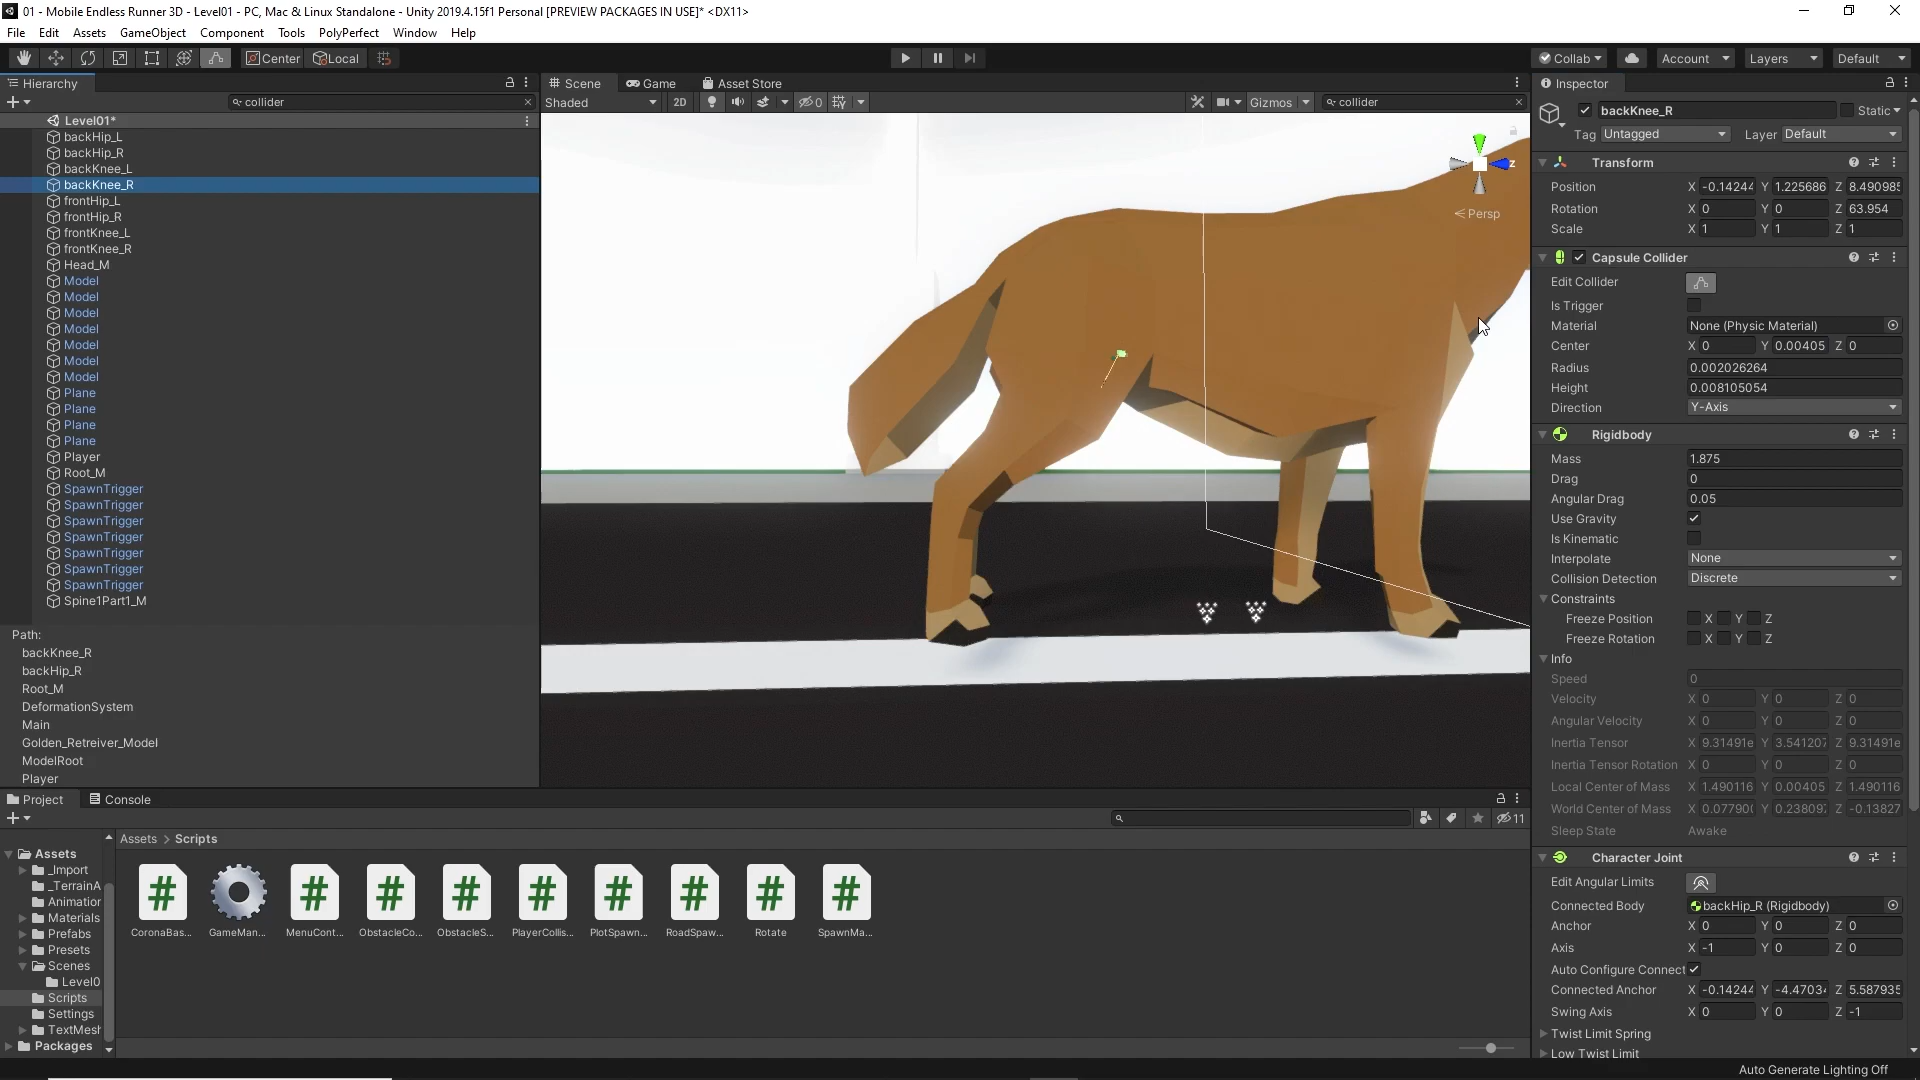 01 - Mobile Endless Runner 3D - Level01 - PC, Mac & Linux Standalone - Unity 2019.4.15f1 Personal [PREVIEW PACKAGES IN USE]* <DX11>
File Edit Assets GameObject Component Tools PolyPerfect Window Help
Center Local Collab Account Layers Default
Hierarchy
collider
Level01*
backHip_L
backHip_R
backKnee_L
backKnee_R
frontHip_L
frontHip_R
frontKnee_L
frontKnee_R
Head_M
Model
Model
Model
Model
Model
Model
Model
Plane
Plane
Plane
Plane
Player
Root_M
SpawnTrigger
SpawnTrigger
SpawnTrigger
SpawnTrigger
SpawnTrigger
SpawnTrigger
SpawnTrigger
Spine1Part1_M
Path:
backKnee_R
backHip_R
Root_M
DeformationSystem
Main
Golden_Retreiver_Model
ModelRoot
Player
Scene Game Asset Store
Shaded 2D 0 Gizmos collider
z
Persp
Inspector
backKnee_R Static
Tag Untagged Layer Default
Transform
Position X -0.14244 Y 1.225686 Z 8.490985
Rotation X 0 Y 0 Z 63.954
Scale X 1 Y 1 Z 1
Capsule Collider
Edit Collider
Is Trigger
Material None (Physic Material)
Center X 0 Y 0.00405 Z 0
Radius 0.002026264
Height 0.008105054
Direction Y-Axis
Rigidbody
Mass 1.875
Drag 0
Angular Drag 0.05
Use Gravity
Is Kinematic
Interpolate None
Collision Detection Discrete
Constraints
Freeze Position X Y Z
Freeze Rotation X Y Z
Info
Speed 0
Velocity X 0 Y 0 Z 0
Angular Velocity X 0 Y 0 Z 0
Inertia Tensor X 9.31491e Y 3.541207 Z 9.31491e
Inertia Tensor Rotation X 0 Y 0 Z 0
Local Center of Mass X 1.490116 Y 0.00405 Z 1.490116
World Center of Mass X 0.077900 Y 0.238097 Z -0.13827
Sleep State Awake
Character Joint
Edit Angular Limits
Connected Body backHip_R (Rigidbody)
Anchor X 0 Y 0 Z 0
Axis X -1 Y 0 Z 0
Auto Configure Connect
Connected Anchor X -0.14244 Y -4.4703 Z 5.587935
Swing Axis X 0 Y 0 Z -1
Twist Limit Spring
Low Twist Limit
Project Console
11
Assets
_Import
_TerrainA
Animation
Materials
Prefabs
Presets
Scenes
Level0
Scripts
Settings
TextMesh
Packages
Assets > Scripts
CoronaBas... GameMan... MenuCont... ObstacleCo... ObstacleS... PlayerCollis... PlotSpawn... RoadSpaw... Rotate SpawnMa...
Auto Generate Lighting Off